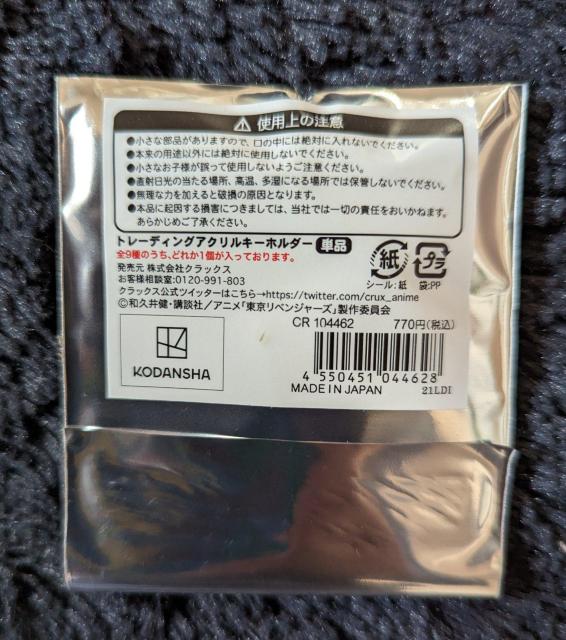 ⚠ 使用上の注意
●小さな部品がありますので、口の中には絶対に入れないでください。
●本来の用途以外には絶対に使用しないでください。
●小さなお子様が誤って使用しないようご注意ください。
●直射日光の当たる場所、高温、多湿になる場所では保管しないでください。
●無理な力を加えると破損の原因となります。
●本品に起因する損害につきましては、当社では一切の責任をおいかねます。
あらかじめご了承ください。
トレーディングアクリルキーホルダー 単品
全9種のうち、どれか1個が入っております。
発売元 株式会社クラックス
お客様相談室:0120-991-803
紙 プラ
シール:紙 袋:PP
クラックス公式ツイッターはこちら→https://twitter.com/crux_anime
©和久井健・講談社/アニメ「東京リベンジャーズ」製作委員会
CR 104462 770円(税込)
KODANSHA
4 550451 044628
MADE IN JAPAN 21LDI